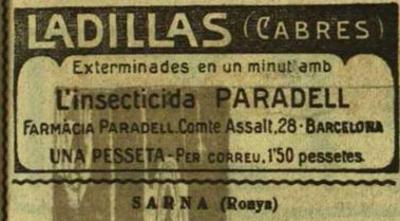 LADILLAS (CABRES)
Exterminades en un minut amb
L'insecticida PARADELL
FARMÀCIA PARADELL. Comte Assalt, 28 - BARCELONA
UNA PESSETA - PER CORREU, 1'50 pessetes
SARNA (Ronya)